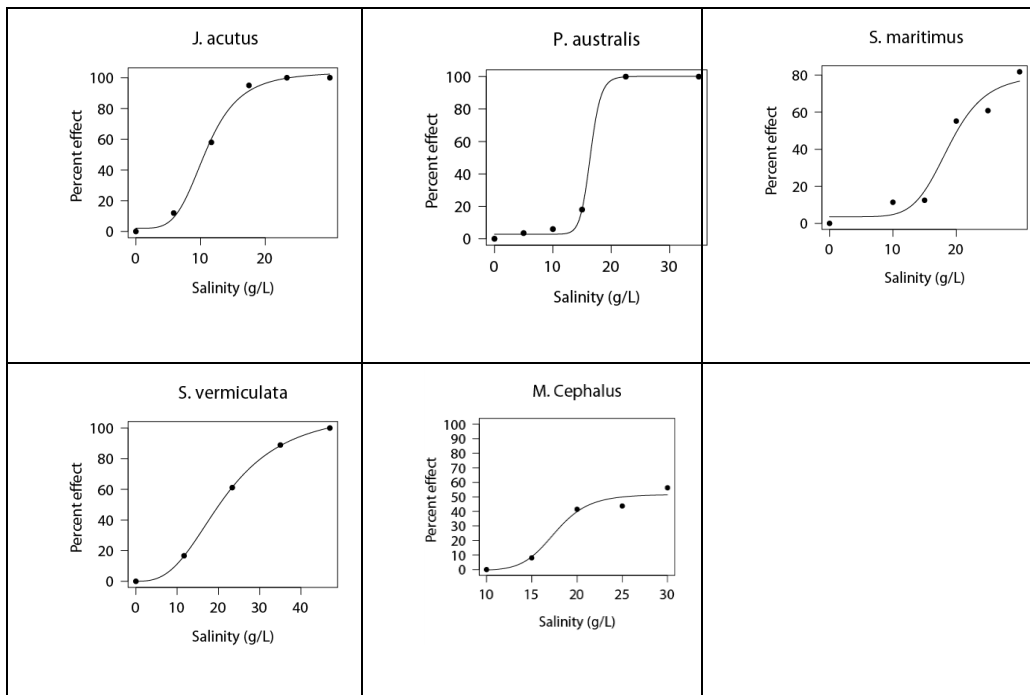 J. acutus
100
80
60
40
20
0
Percent effect
0 10 20
Salinity (g/L)
P. australis
100
80
60
40
20
0
Percent effect
0 10 20 30
Salinity (g/L)
S. maritimus
80
60
40
20
0
Percent effect
0 10 20
Salinity (g/L)
S. vermiculata
100
80
60
40
20
0
Percent effect
0 10 20 30 40
Salinity (g/L)
M. Cephalus
100
90
80
70
60
50
40
30
20
10
0
Percent effect
10 15 20 25 30
Salinity (g/L)